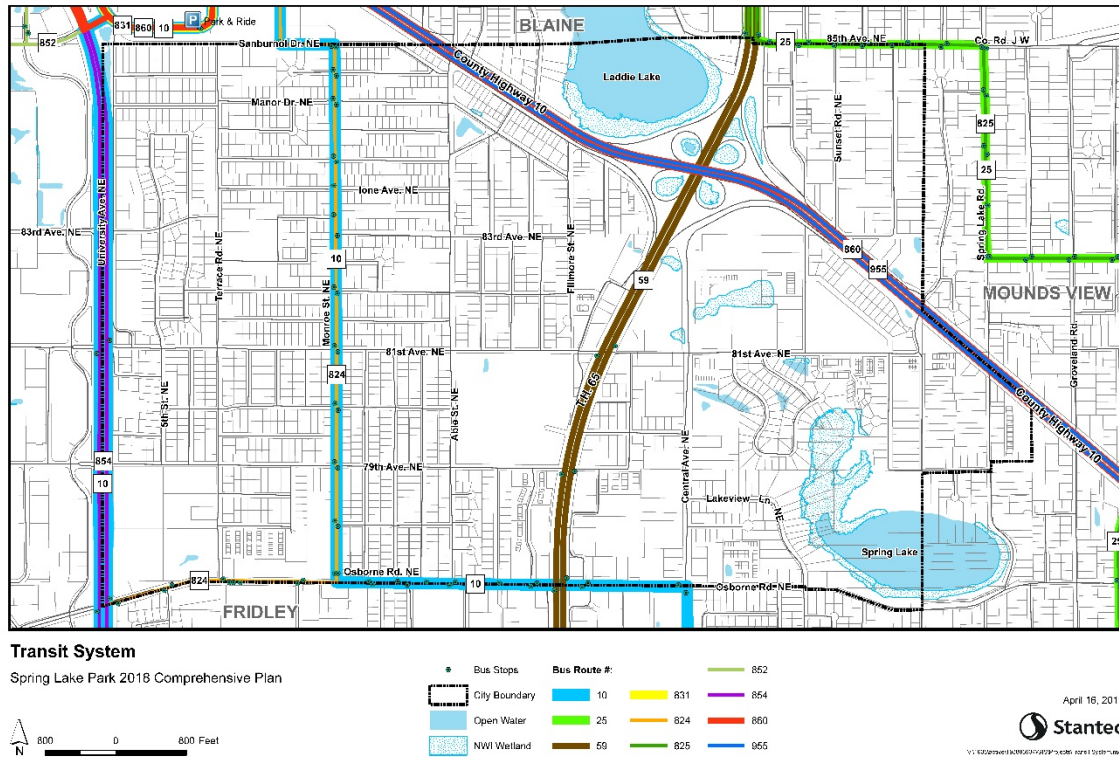 BLAINE
831
860
10
P Park & Ride
852
Sanburnol Dr. NE
25
85th Ave. NE
Co. Rd. J W
County Highway 10
Laddie Lake
Manor Dr. NE
825
Sunset Rd. NE
Ione Ave. NE
25
University Ave. NE
Terrace Rd. NE
Spring Lake Rd.
83rd Ave. NE
83rd Ave. NE
Fillmore St. NE
10
860
955
59
MOUNDS VIEW
Monroe St. NE
Groveland Rd.
81st Ave. NE
81st Ave. NE
824
T.H. 65
5th St. NE
Able St. NE
County Highway 10
854
79th Ave. NE
Central Ave. NE
10
Lakeview Ln. NE
Spring Lake
Osborne Rd. NE
824
10
Osborne Rd. NE
FRIDLEY
Transit System
Spring Lake Park 2018 Comprehensive Plan
Bus Stops
City Boundary
Open Water
NWI Wetland
Bus Route #:
10
25
59
831
824
825
852
854
860
955
N
800 0 800 Feet
April 16, 201
Stantec